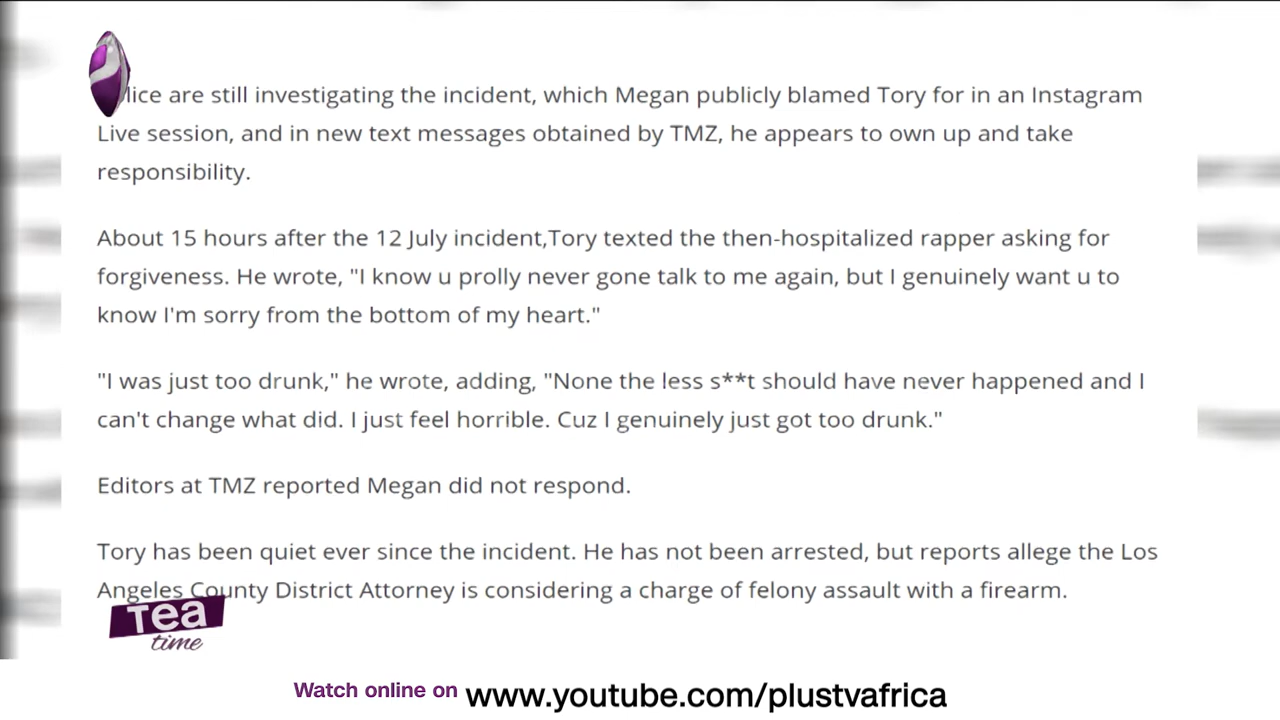 lice are still investigating the incident, which Megan publicly blamed Tory for in an Instagram
Live session, and in new text messages obtained by TMZ, he appears to own up and take
responsibility.
About 15 hours after the 12 July incident,Tory texted the then-hospitalized rapper asking for
forgiveness. He wrote, "I know u prolly never gone talk to me again, but I genuinely want u to
know I'm sorry from the bottom of my heart."
"I was just too drunk," he wrote, adding, "None the less s**t should have never happened and I
can't change what did. I just feel horrible. Cuz I genuinely just got too drunk."
Editors at TMZ reported Megan did not respond.
Tory has been quiet ever since the incident. He has not been arrested, but reports allege the Los
Angeles County District Attorney is considering a charge of felony assault with a firearm.
Tea
time
Watch online on www.youtube.com/plustvafrica